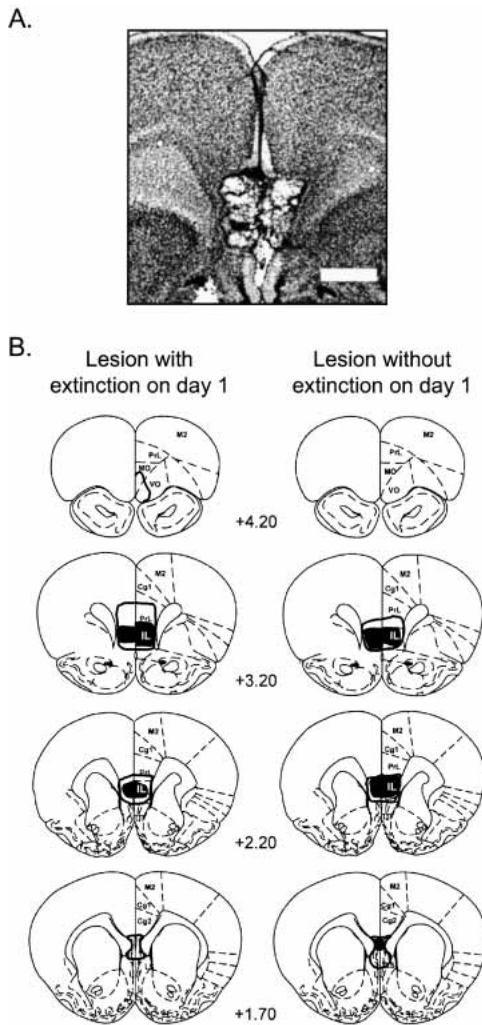 A.
B.
Lesion with
extinction on day 1
Lesion without
extinction on day 1
M2
PrL
MO
VO
M2
PrL
MO
VO
+4.20
M2
Cg1
PrL
IL
M2
Cg1
PrL
IL
+3.20
M2
Cg1
PrL
IL
M2
Cg1
PrL
IL
+2.20
M2
Cg1
Cg2
M2
Cg1
Cg2
+1.70